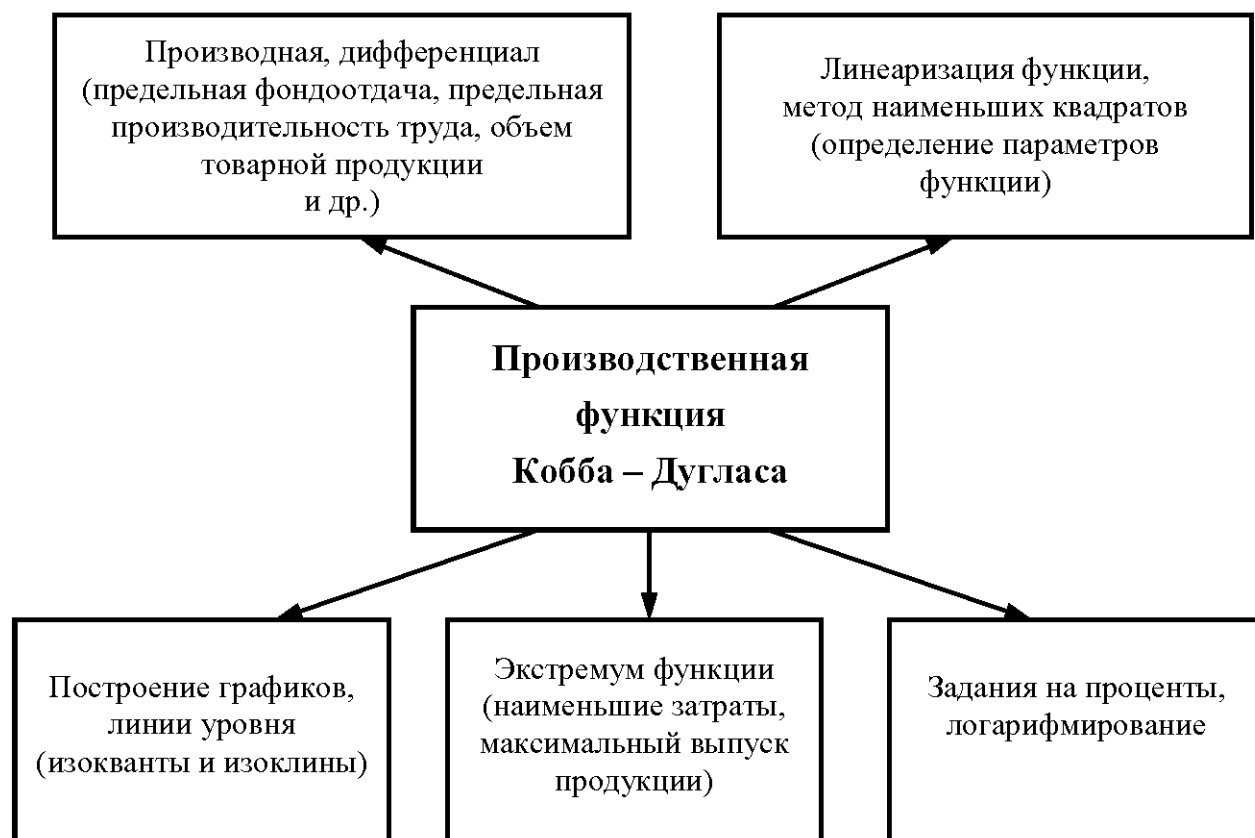 Производная, дифференциал
(предельная фондоотдача, предельная
производительность труда, объем
товарной продукции
и др.)
Линеаризация функции,
метод наименьших квадратов
(определение параметров
функции)
Производственная
функция
Кобба – Дугласа
Построение графиков,
линии уровня
(изокванты и изоклины)
Экстремум функции
(наименьшие затраты,
максимальный выпуск
продукции)
Задания на проценты,
логарифмирование